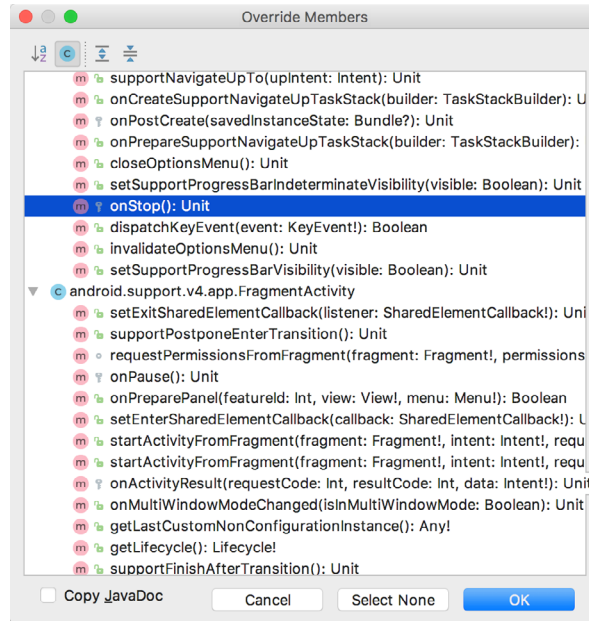 Override Members
a
z
c
m supportNavigateUpTo(upIntent: Intent): Unit
m onCreateSupportNavigateUpTaskStack(builder: TaskStackBuilder): U
m onPostCreate(savedInstanceState: Bundle?): Unit
m onPrepareSupportNavigateUpTaskStack(builder: TaskStackBuilder):
m closeOptionsMenu(): Unit
m setSupportProgressBarIndeterminateVisibility(visible: Boolean): Unit
m onStop(): Unit
m dispatchKeyEvent(event: KeyEvent!): Boolean
m invalidateOptionsMenu(): Unit
m setSupportProgressBarVisibility(visible: Boolean): Unit
c android.support.v4.app.FragmentActivity
m setExitSharedElementCallback(listener: SharedElementCallback!): Uni
m supportPostponeEnterTransition(): Unit
m requestPermissionsFromFragment(fragment: Fragment!, permissions
m onPause(): Unit
m onPreparePanel(featureId: Int, view: View!, menu: Menu!): Boolean
m setEnterSharedElementCallback(callback: SharedElementCallback!): U
m startActivityFromFragment(fragment: Fragment!, intent: Intent!, requ
m startActivityFromFragment(fragment: Fragment!, intent: Intent!, requ
m onActivityResult(requestCode: Int, resultCode: Int, data: Intent!): Unit
m onMultiWindowModeChanged(isInMultiWindowMode: Boolean): Unit
m getLastCustomNonConfigurationInstance(): Any!
m getLifecycle(): Lifecycle!
m supportFinishAfterTransition(): Unit
Copy JavaDoc
Cancel
Select None
OK